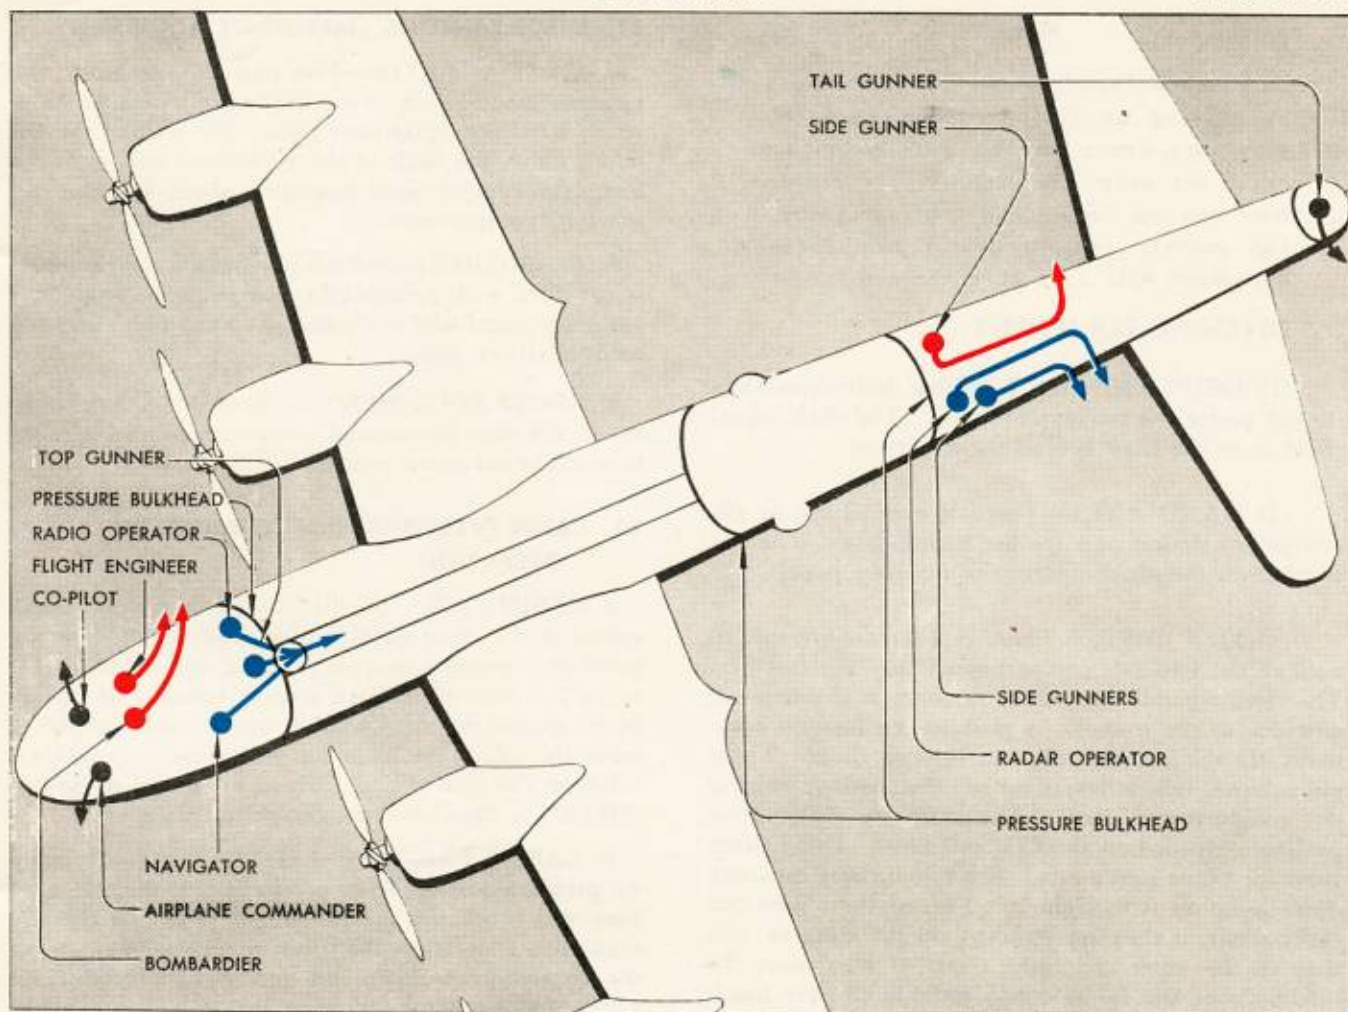 TAIL GUNNER
SIDE GUNNER
TOP GUNNER
PRESSURE BULKHEAD
RADIO OPERATOR
FLIGHT ENGINEER
CO-PILOT
SIDE GUNNERS
RADAR OPERATOR
PRESSURE BULKHEAD
NAVIGATOR
AIRPLANE COMMANDER
BOMBARDIER